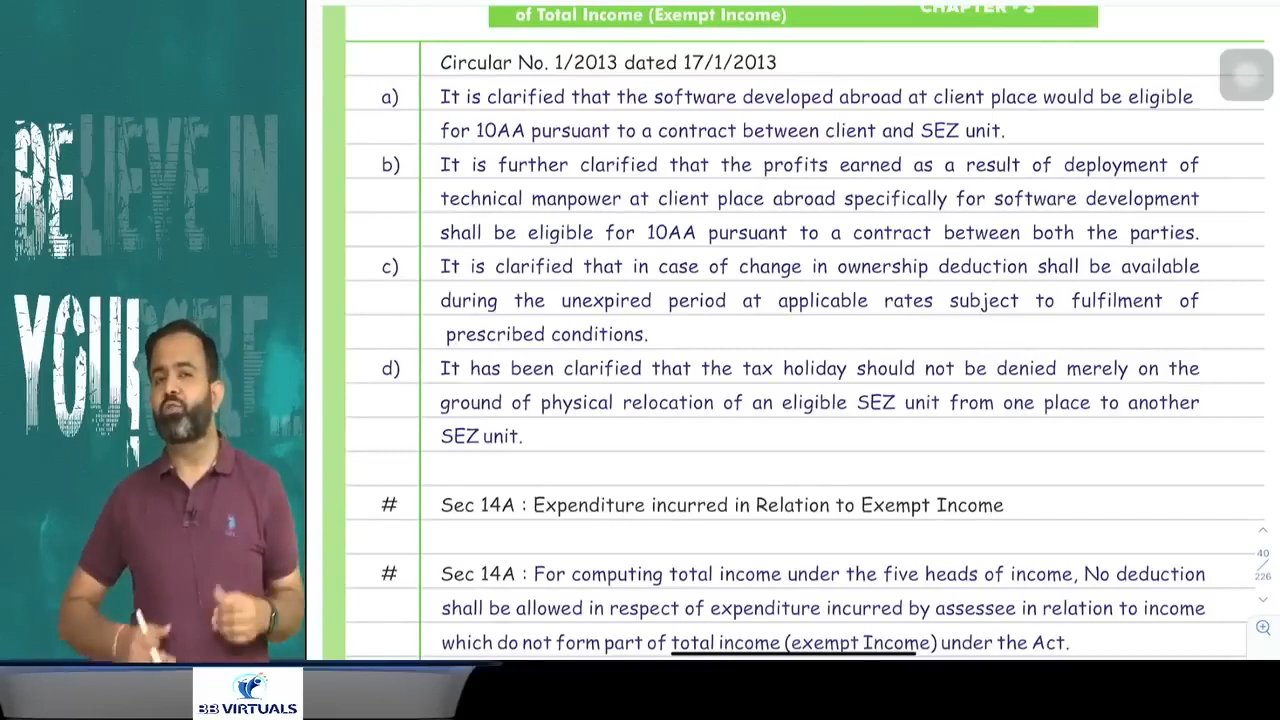 of Total Income (Exempt Income)
CHAPTER - 3
Circular No. 1/2013 dated 17/1/2013
a) It is clarified that the software developed abroad at client place would be eligible
for 10AA pursuant to a contract between client and SEZ unit.
b) It is further clarified that the profits earned as a result of deployment of
technical manpower at client place abroad specifically for software development
shall be eligible for 10AA pursuant to a contract between both the parties.
c) It is clarified that in case of change in ownership deduction shall be available
during the unexpired period at applicable rates subject to fulfilment of
prescribed conditions.
d) It has been clarified that the tax holiday should not be denied merely on the
ground of physical relocation of an eligible SEZ unit from one place to another
SEZ unit.
# Sec 14A : Expenditure incurred in Relation to Exempt Income
# Sec 14A : For computing total income under the five heads of income, No deduction
shall be allowed in respect of expenditure incurred by assessee in relation to income
which do not form part of total income (exempt Income) under the Act.
40
226
BELIEVE IN
YOURSELF...
BB VIRTUALS